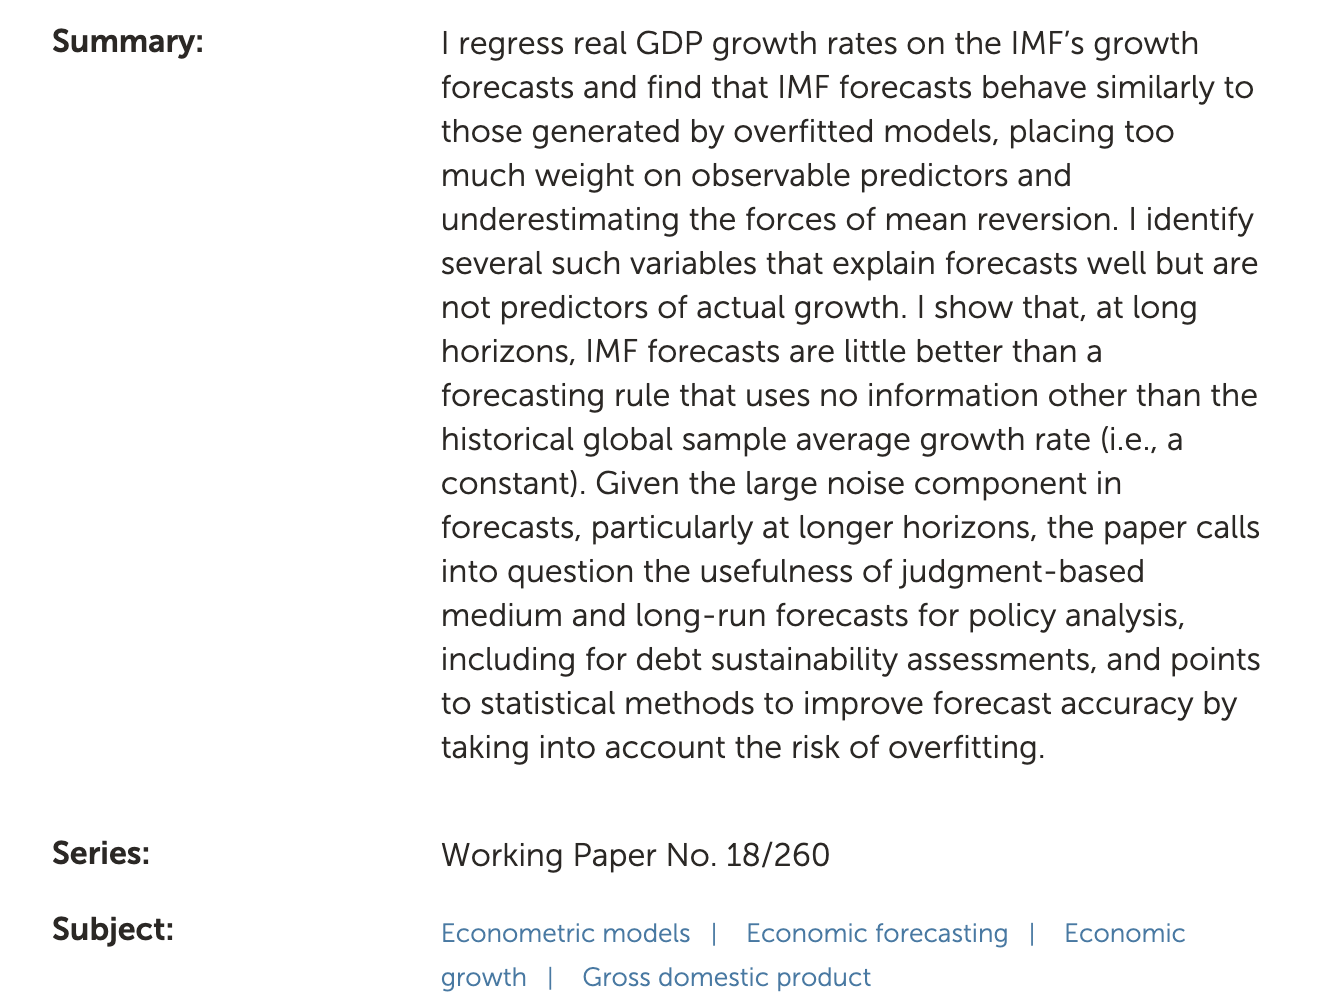 Summary:
I regress real GDP growth rates on the IMF’s growth
forecasts and find that IMF forecasts behave similarly to
those generated by overfitted models, placing too
much weight on observable predictors and
underestimating the forces of mean reversion. I identify
several such variables that explain forecasts well but are
not predictors of actual growth. I show that, at long
horizons, IMF forecasts are little better than a
forecasting rule that uses no information other than the
historical global sample average growth rate (i.e., a
constant). Given the large noise component in
forecasts, particularly at longer horizons, the paper calls
into question the usefulness of judgment-based
medium and long-run forecasts for policy analysis,
including for debt sustainability assessments, and points
to statistical methods to improve forecast accuracy by
taking into account the risk of overfitting.
Series:
Working Paper No. 18/260
Subject:
Econometric models | Economic forecasting | Economic
growth | Gross domestic product